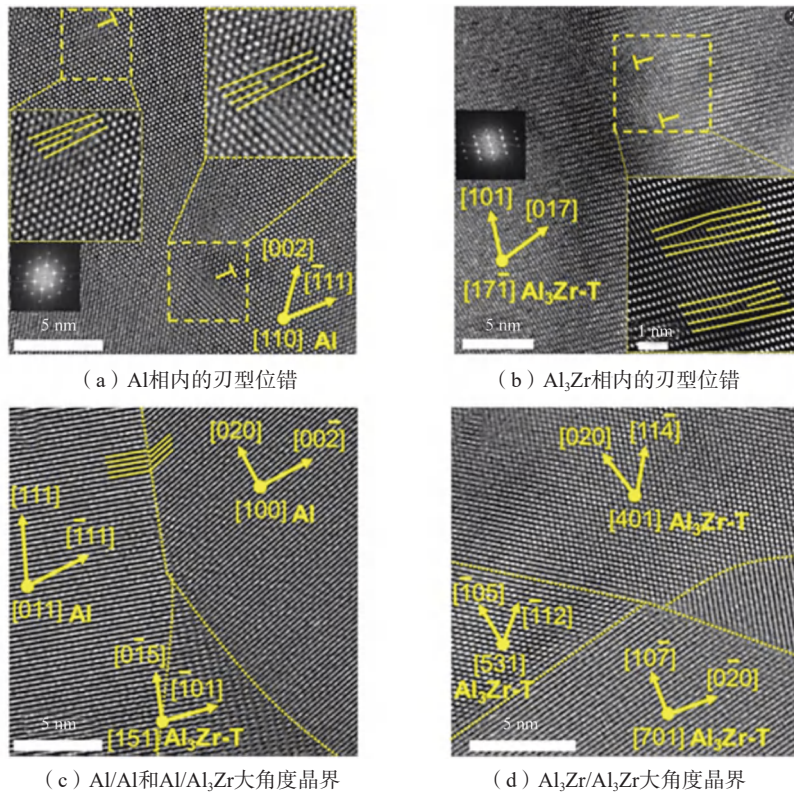 [002]
[1̄11]
[110] Al
5 nm
[101]
[017]
[171̄] Al₃Zr-T
5 nm
1 nm
（a）Al相内的刃型位错
（b）Al₃Zr相内的刃型位错
[020]
[002̄]
[100] Al
[111]
[1̄11]
[011] Al
[01̄5]
[1̄01]
[151] Al₃Zr-T
5 nm
[020]
[114̄]
[401] Al₃Zr-T
[1̄05]
[1̄12]
[531]
Al₃Zr-T
[107̄]
[02̄0]
[701] Al₃Zr-T
5 nm
（c）Al/Al和Al/Al₃Zr大角度晶界
（d）Al₃Zr/Al₃Zr大角度晶界